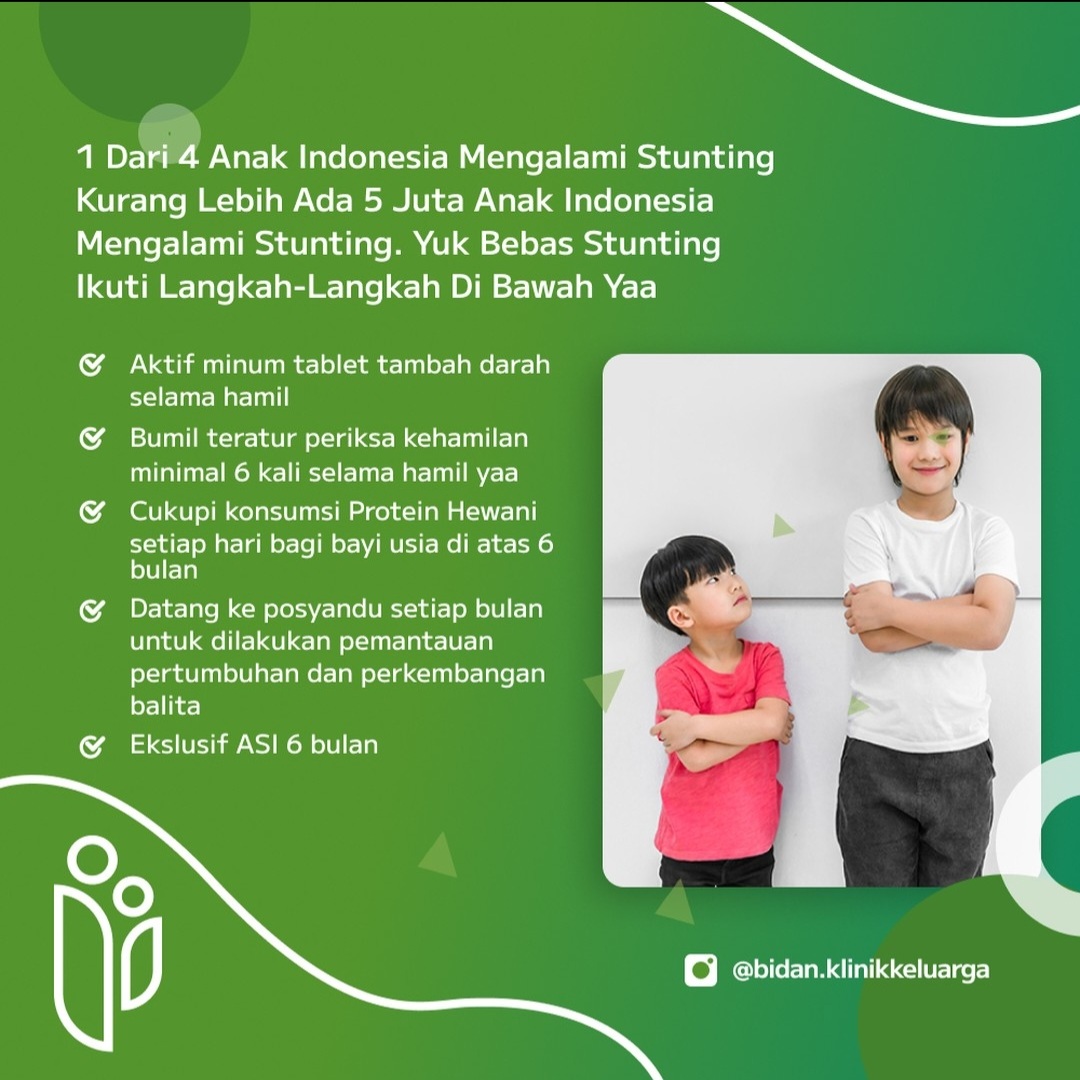 1 Dari 4 Anak Indonesia Mengalami Stunting
Kurang Lebih Ada 5 Juta Anak Indonesia
Mengalami Stunting. Yuk Bebas Stunting
Ikuti Langkah-Langkah Di Bawah Yaa
Aktif minum tablet tambah darah
selama hamil
Bumil teratur periksa kehamilan
minimal 6 kali selama hamil yaa
Cukupi konsumsi Protein Hewani
setiap hari bagi bayi usia di atas 6
bulan
Datang ke posyandu setiap bulan
untuk dilakukan pemantauan
pertumbuhan dan perkembangan
balita
Ekslusif ASI 6 bulan
@bidan.klinikkeluarga